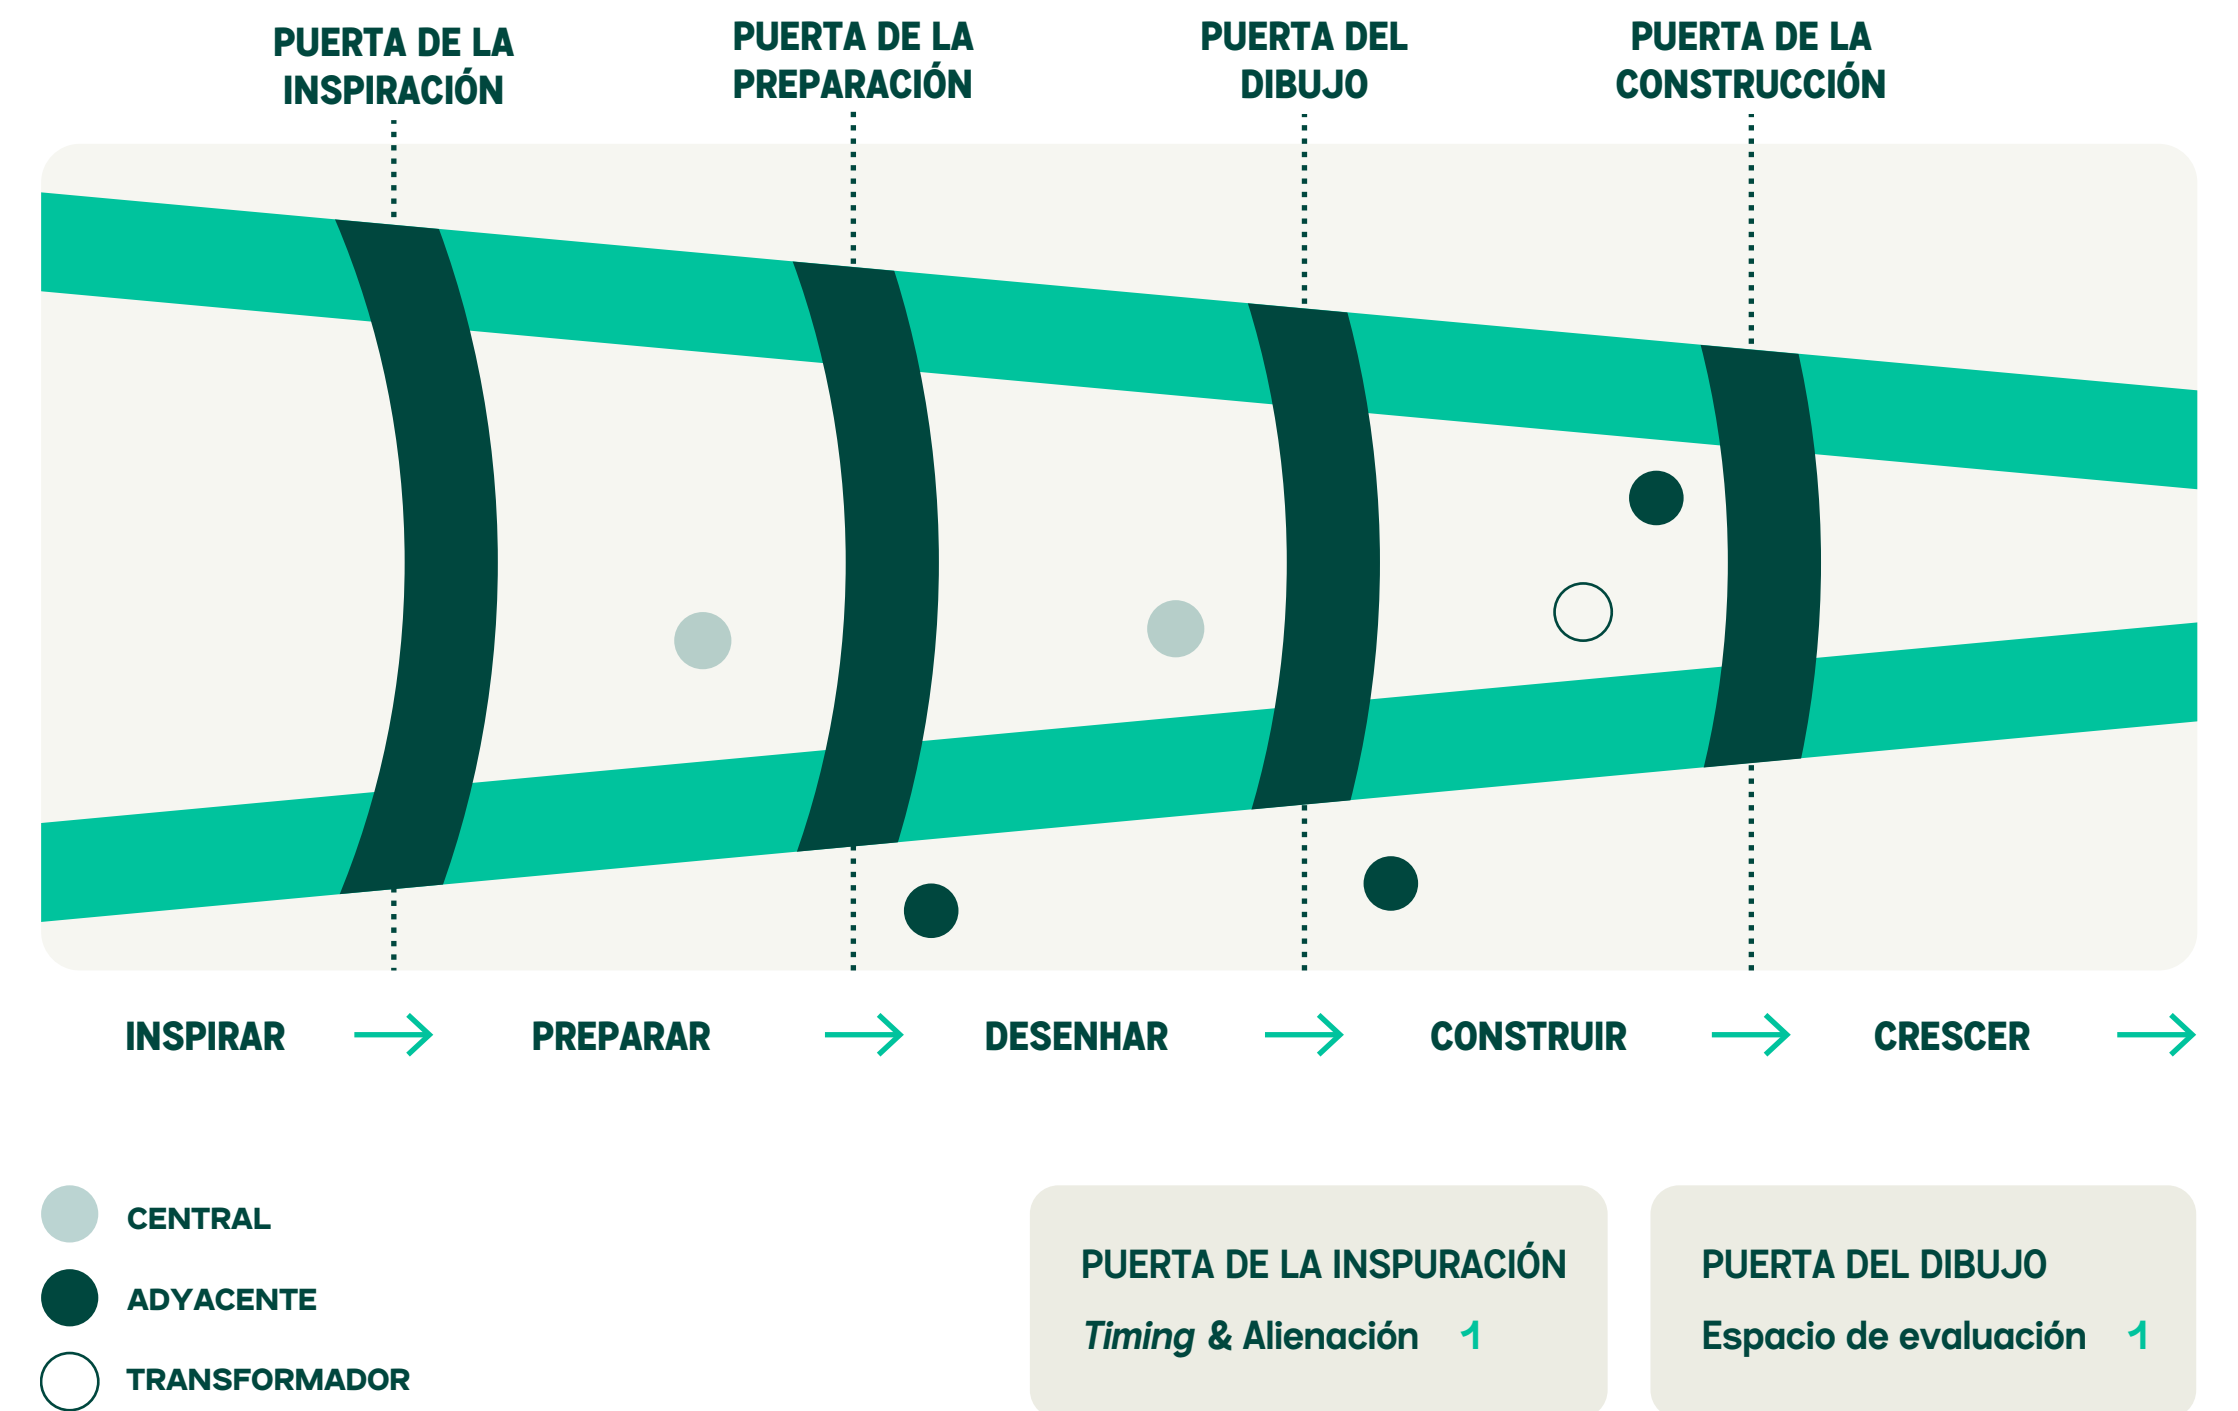 PUERTA DE LA
INSPIRACIÓN
PUERTA DE LA
PREPARACIÓN
PUERTA DEL
DIBUJO
PUERTA DE LA
CONSTRUCCIÓN
INSPIRAR
PREPARAR
DESENHAR
CONSTRUIR
CRESCER
CENTRAL
ADYACENTE
TRANSFORMADOR
PUERTA DE LA INSPURACIÓN
Timing & Alienación 1
PUERTA DEL DIBUJO
Espacio de evaluación 1